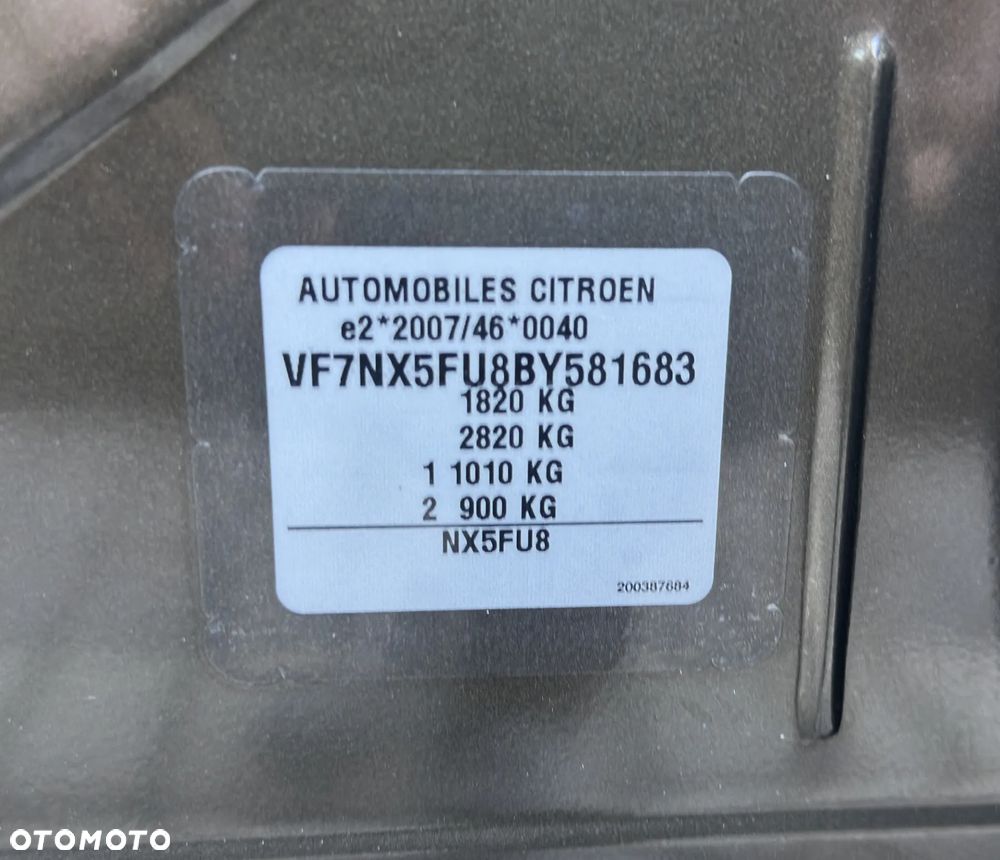 AUTOMOBILES CITROEN
e2*2007/46*0040
VF7NX5FU8BY581683
1820 KG
2820 KG
1 1010 KG
2 900 KG
NX5FU8
200387684
OTOMOTO